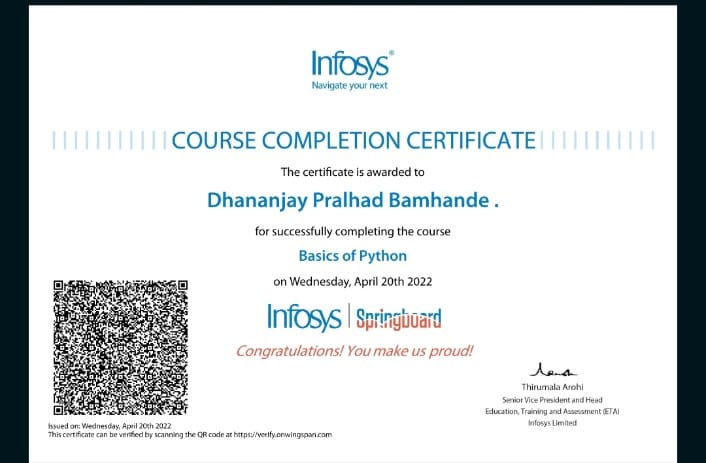 Infosys®
Navigate your next
COURSE COMPLETION CERTIFICATE
The certificate is awarded to
Dhananjay Pralhad Bamhande .
for successfully completing the course
Basics of Python
on Wednesday, April 20th 2022
Infosys | Springboard
Congratulations! You make us proud!
Thirumala Arohi
Senior Vice President and Head
Education, Training and Assessment (ETA)
Infosys Limited
Issued on: Wednesday, April 20th 2022
This certificate can be verified by scanning the QR code at https://verify.onwingspan.com